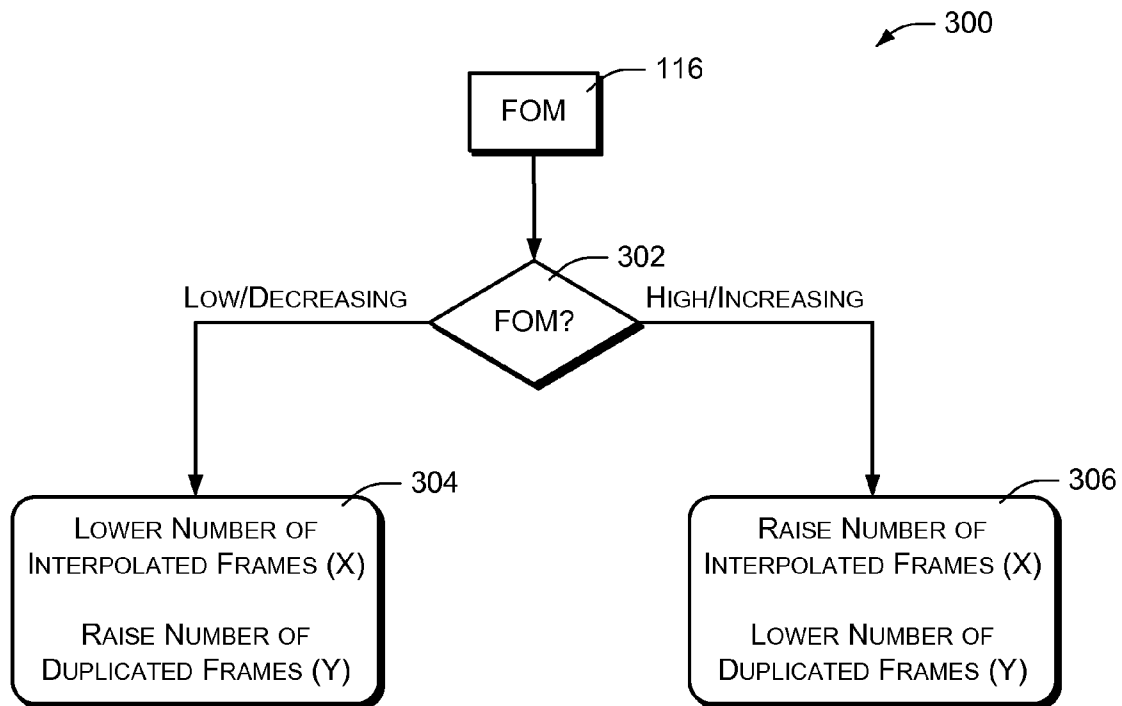 300
116
FOM
302
LOW/DECREASING
HIGH/INCREASING
FOM?
304
LOWER NUMBER OF
INTERPOLATED FRAMES (X)
RAISE NUMBER OF
DUPLICATED FRAMES (Y)
306
RAISE NUMBER OF
INTERPOLATED FRAMES (X)
LOWER NUMBER OF
DUPLICATED FRAMES (Y)